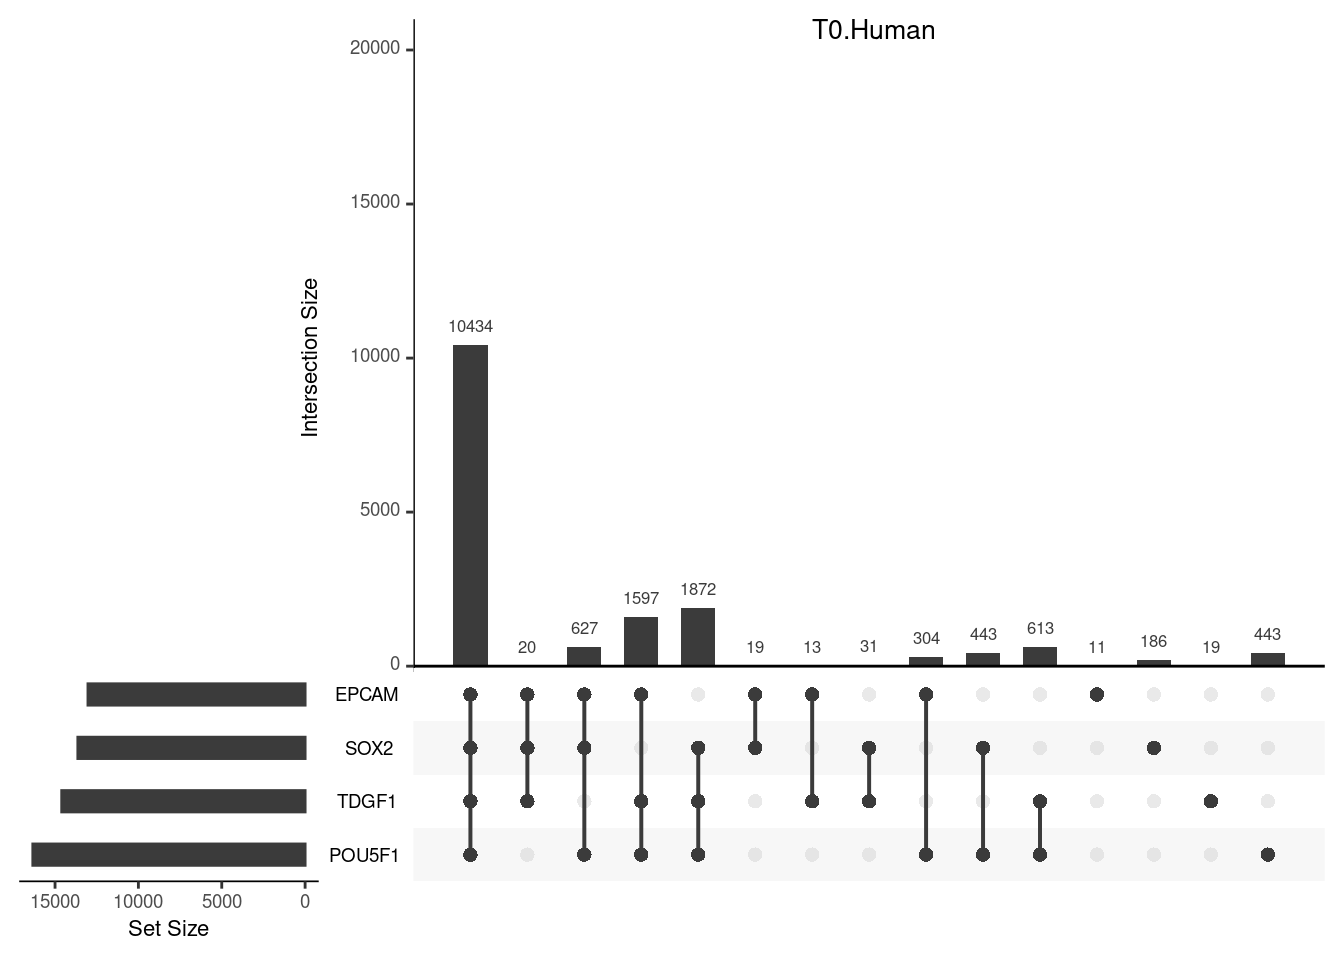 T0.Human
20000
15000
10000
5000
0
Intersection Size
10434
20
627
1597
1872
19
13
31
304
443
613
11
186
19
443
EPCAM
SOX2
TDGF1
POU5F1
15000 10000 5000 0
Set Size